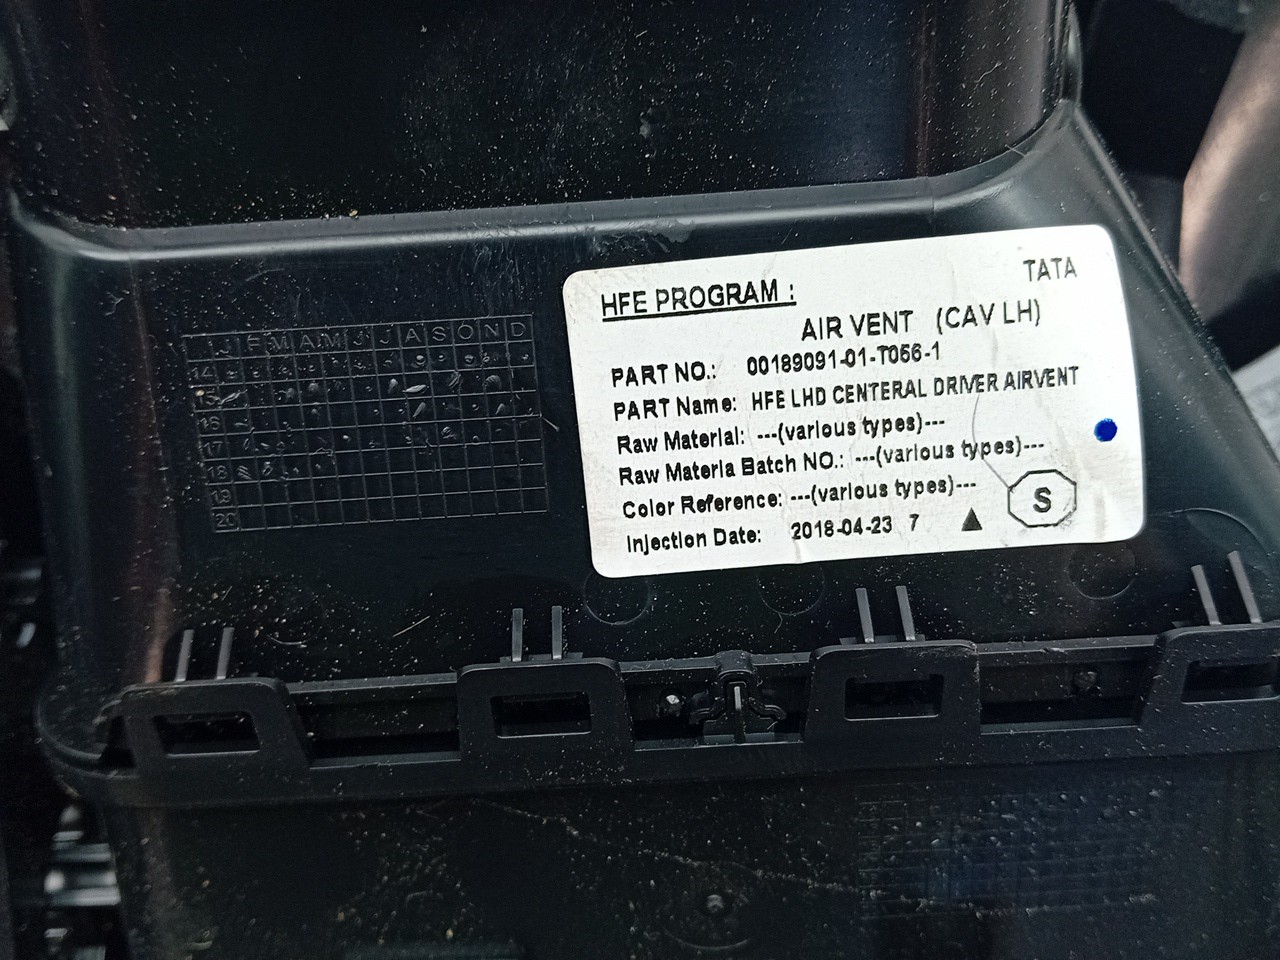 TATA
HFE PROGRAM :
AIR VENT (CAV LH)
PART NO.: 00189091-01-T056-1
PART Name: HFE LHD CENTERAL DRIVER AIRVENT
Raw Material: ---(various types)---
Raw Materia Batch NO.: ---(various types)---
Color Reference: ---(various types)---
Injection Date: 2018-04-23 7
S
J F M A M J J A S O N D
14
15
16
17
18
19
20